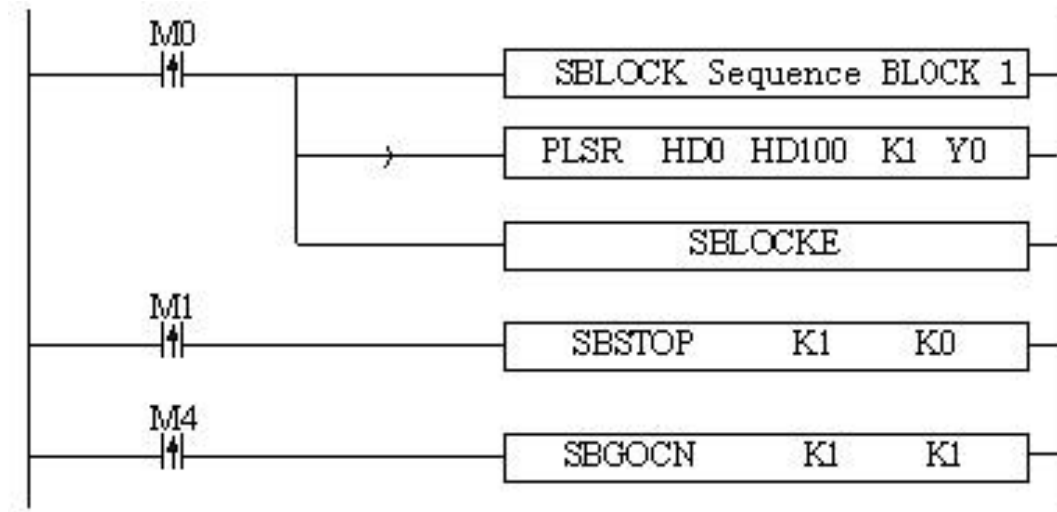 M0
SBLOCK Sequence BLOCK 1
PLSR HD0 HD100 K1 Y0
SBLOCKE
M1
SBSTOP K1 K0
M4
SBGOCN K1 K1